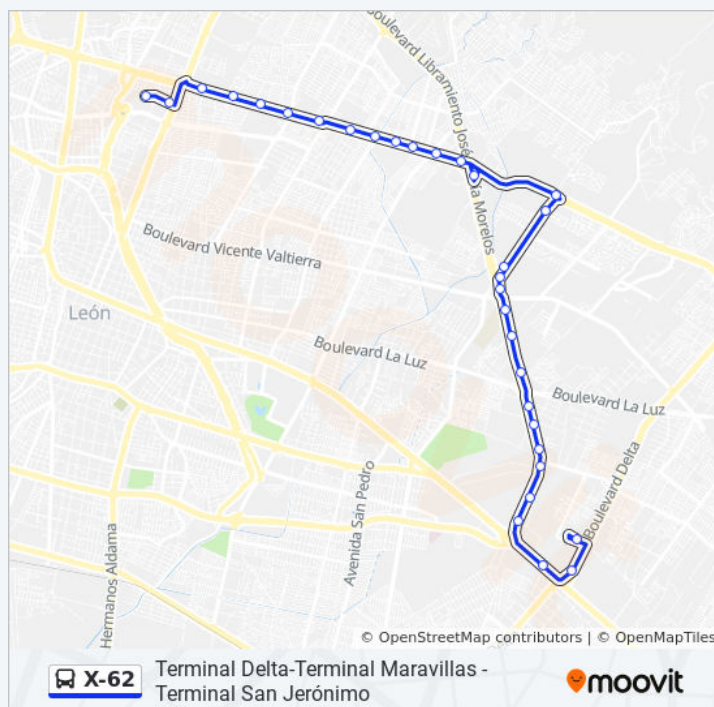 Boulevard Libramiento José
ía Morelos
Boulevard Vicente Valtierra
León
Boulevard La Luz
Boulevard La Luz
Boulevard Delta
Avenida San Pedro
Hermanos Aldama
© OpenStreetMap contributors | © OpenMapTiles
X-62
Terminal Delta-Terminal Maravillas -
Terminal San Jerónimo
moovit